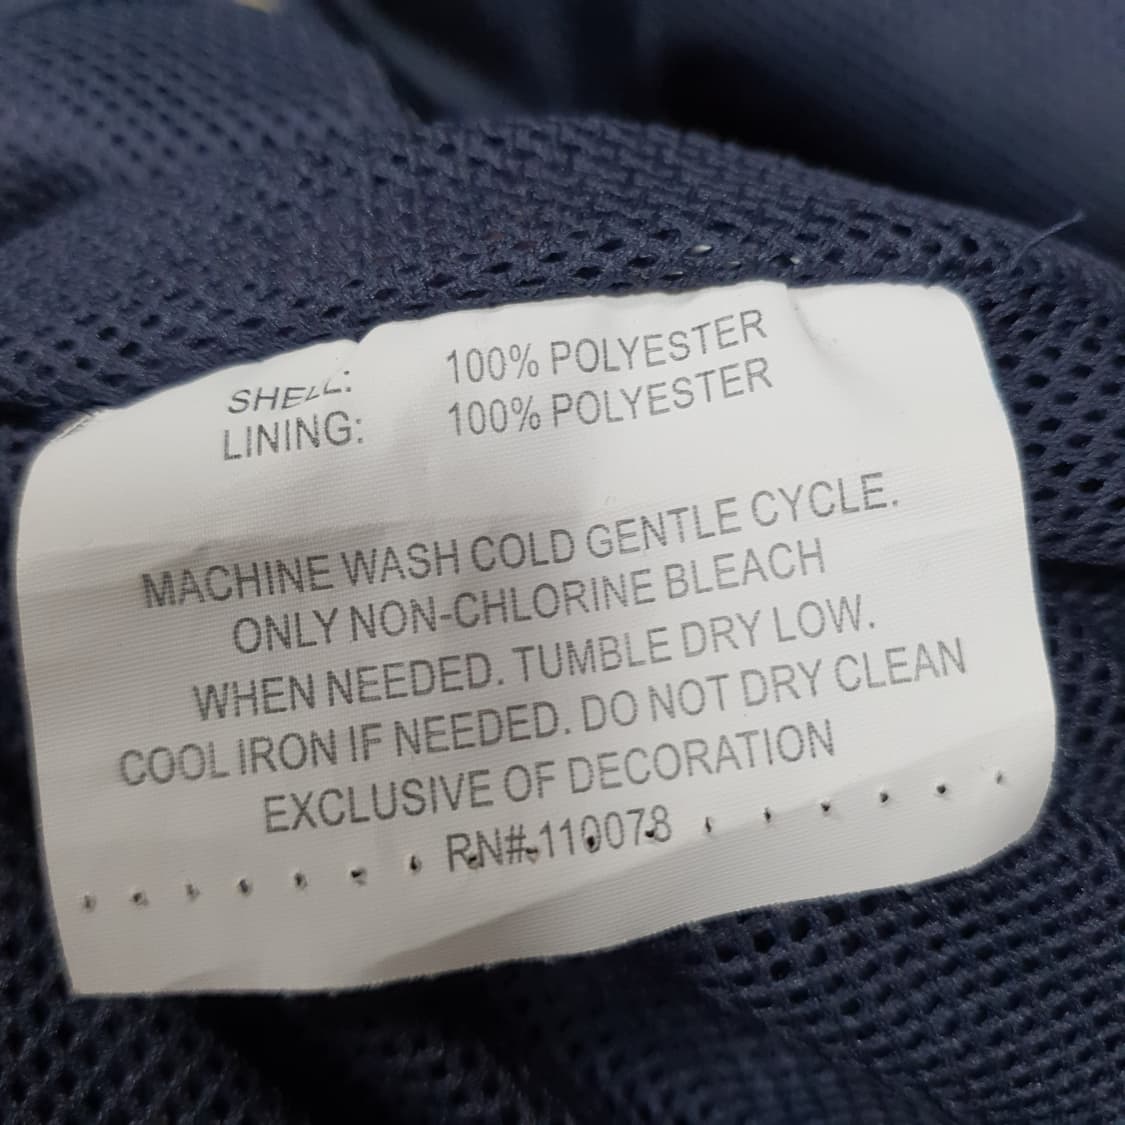 SHELL: 100% POLYESTER
LINING: 100% POLYESTER
MACHINE WASH COLD GENTLE CYCLE.
ONLY NON-CHLORINE BLEACH
WHEN NEEDED. TUMBLE DRY LOW.
COOL IRON IF NEEDED. DO NOT DRY CLEAN
EXCLUSIVE OF DECORATION
RN#110078